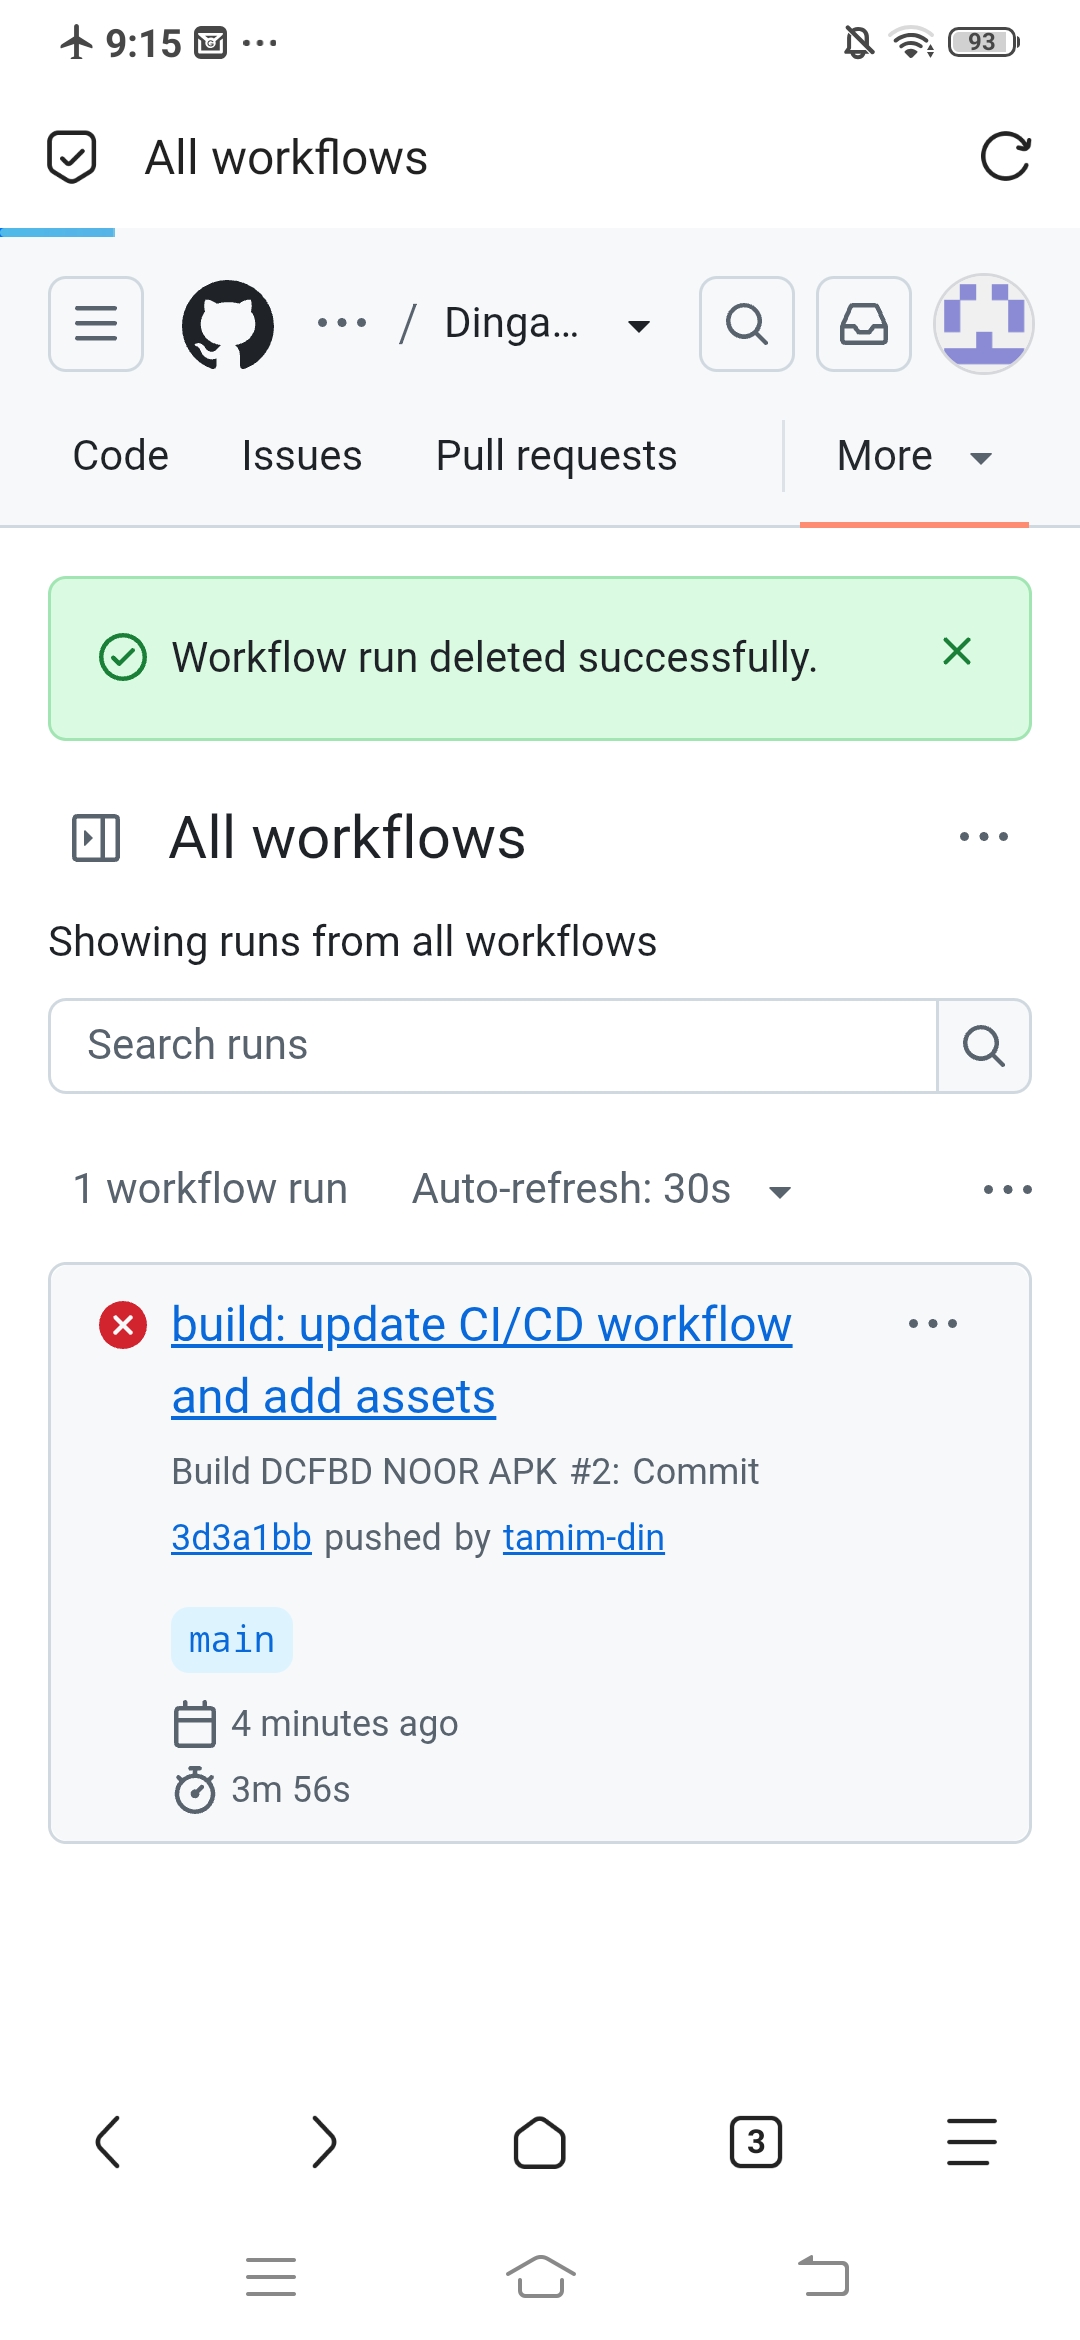 9:15
93
All workflows
/ Dinga...
Code Issues Pull requests More
Workflow run deleted successfully.
All workflows
Showing runs from all workflows
Search runs
1 workflow run Auto-refresh: 30s
build: update CI/CD workflow
and add assets
Build DCFBD NOOR APK #2: Commit
3d3a1bb pushed by tamim-din
main
4 minutes ago
3m 56s
3